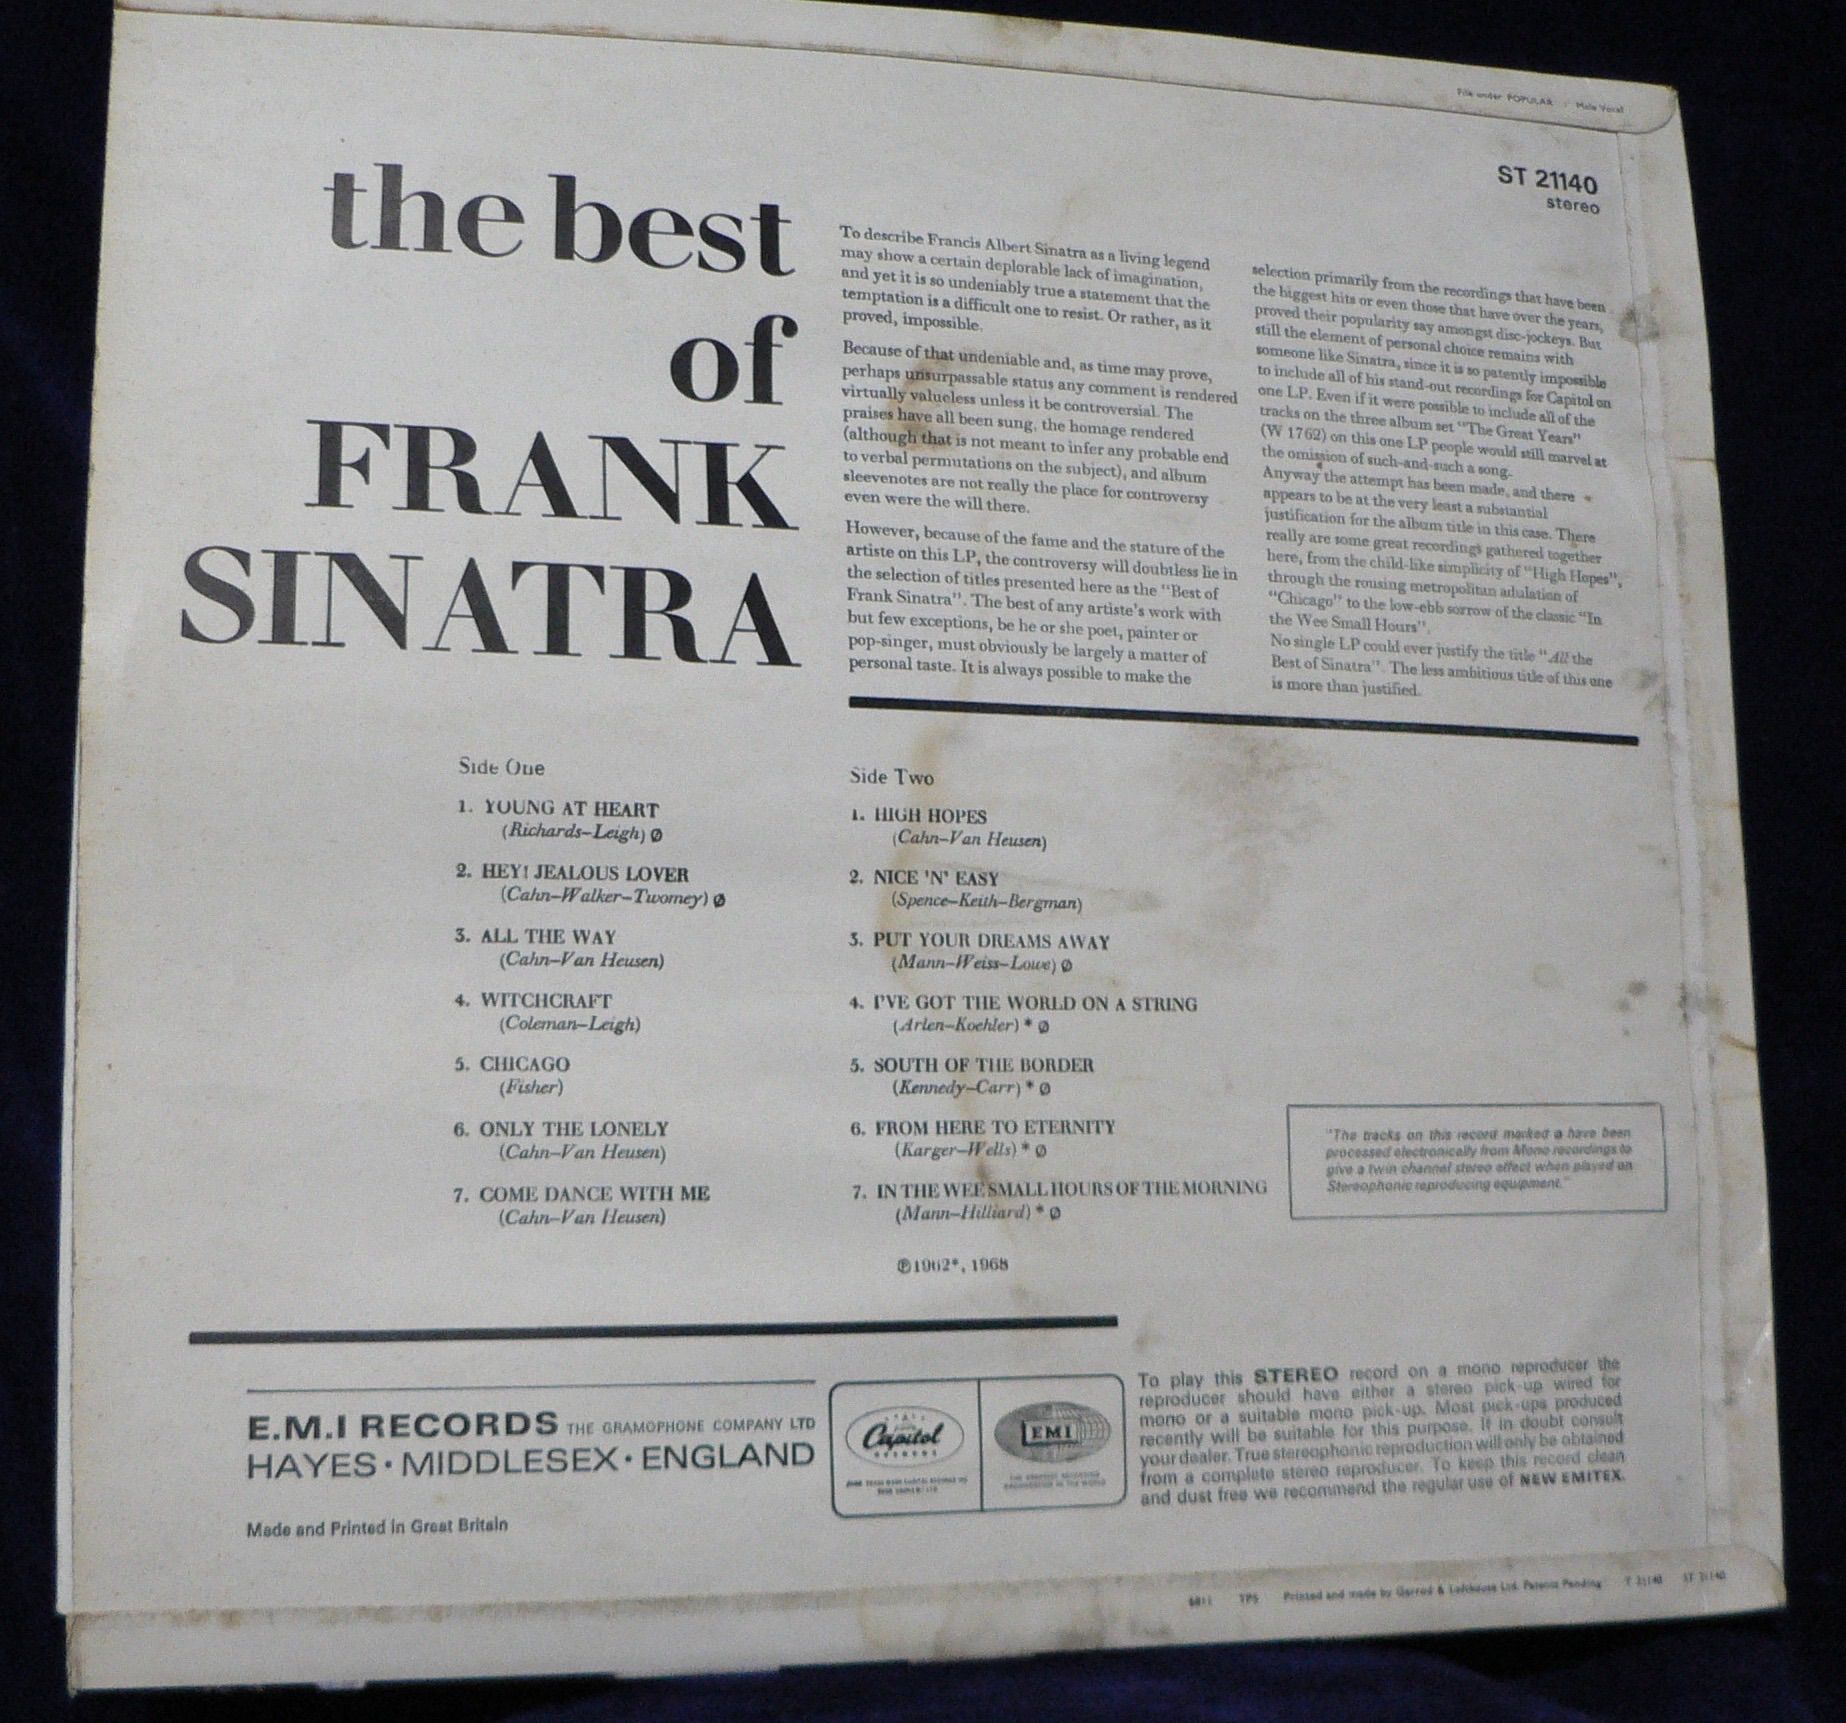 File under POPULAR : Male Vocal
ST 21140
stereo
the best
of
FRANK
SINATRA
To describe Francis Albert Sinatra as a living legend
may show a certain deplorable lack of imagination,
and yet it is so undeniably true a statement that the
temptation is a difficult one to resist. Or rather, as it
proved, impossible.
Because of that undeniable and, as time may prove,
perhaps unsurpassable status any comment is rendered
virtually valueless unless it be controversial. The
praises have all been sung, the homage rendered
(although that is not meant to infer any probable end
to verbal permutations on the subject), and album
sleevenotes are not really the place for controversy
even were the will there.
However, because of the fame and the stature of the
artiste on this LP, the controversy will doubtless lie in
the selection of titles presented here as the "Best of
Frank Sinatra". The best of any artiste's work with
but few exceptions, be he or she poet, painter or
pop-singer, must obviously be largely a matter of
personal taste. It is always possible to make the
selection primarily from the recordings that have been
the biggest hits or even those that have over the years,
proved their popularity say amongst disc-jockeys. But
still the element of personal choice remains with
someone like Sinatra, since it is so patently impossible
to include all of his stand-out recordings for Capitol on
one LP. Even if it were possible to include all of the
tracks on the three album set "The Great Years"
(W 1762) on this one LP people would still marvel at
the omission of such-and-such a song.
Anyway the attempt has been made, and there
appears to be at the very least a substantial
justification for the album title in this case. There
really are some great recordings gathered together
here, from the child-like simplicity of "High Hopes",
through the rousing metropolitan adulation of
"Chicago" to the low-ebb sorrow of the classic "In
the Wee Small Hours".
No single LP could ever justify the title "All the
Best of Sinatra". The less ambitious title of this one
is more than justified.
Side One
1. YOUNG AT HEART
(Richards–Leigh) ø
2. HEY! JEALOUS LOVER
(Cahn–Walker–Twomey) ø
3. ALL THE WAY
(Cahn–Van Heusen)
4. WITCHCRAFT
(Coleman–Leigh)
5. CHICAGO
(Fisher)
6. ONLY THE LONELY
(Cahn–Van Heusen)
7. COME DANCE WITH ME
(Cahn–Van Heusen)
Side Two
1. HIGH HOPES
(Cahn–Van Heusen)
2. NICE 'N' EASY
(Spence–Keith–Bergman)
3. PUT YOUR DREAMS AWAY
(Mann–Weiss–Lowe) ø
4. I'VE GOT THE WORLD ON A STRING
(Arlen–Koehler) * ø
5. SOUTH OF THE BORDER
(Kennedy–Carr) * ø
6. FROM HERE TO ETERNITY
(Karger–Wells) * ø
7. IN THE WEE SMALL HOURS OF THE MORNING
(Mann–Hilliard) * ø
℗1962*, 1968
"The tracks on this record marked ø have been
processed electronically from Mono recordings to
give a twin channel stereo effect when played on
Stereophonic reproducing equipment."
E.M.I RECORDS THE GRAMOPHONE COMPANY LTD
HAYES · MIDDLESEX · ENGLAND
Made and Printed in Great Britain
Capitol
RECORDS
EMI
To play this STEREO record on a mono reproducer the
reproducer should have either a stereo pick-up wired for
mono or a suitable mono pick-up. Most pick-ups produced
recently will be suitable for this purpose. If in doubt consult
your dealer. True stereophonic reproduction will only be obtained
from a complete stereo reproducer. To keep this record clean
and dust free we recommend the regular use of NEW EMITEX.
6811 TPS Printed and made by Garrod & Lofthouse Ltd. Patents Pending T 21140 ST 21140